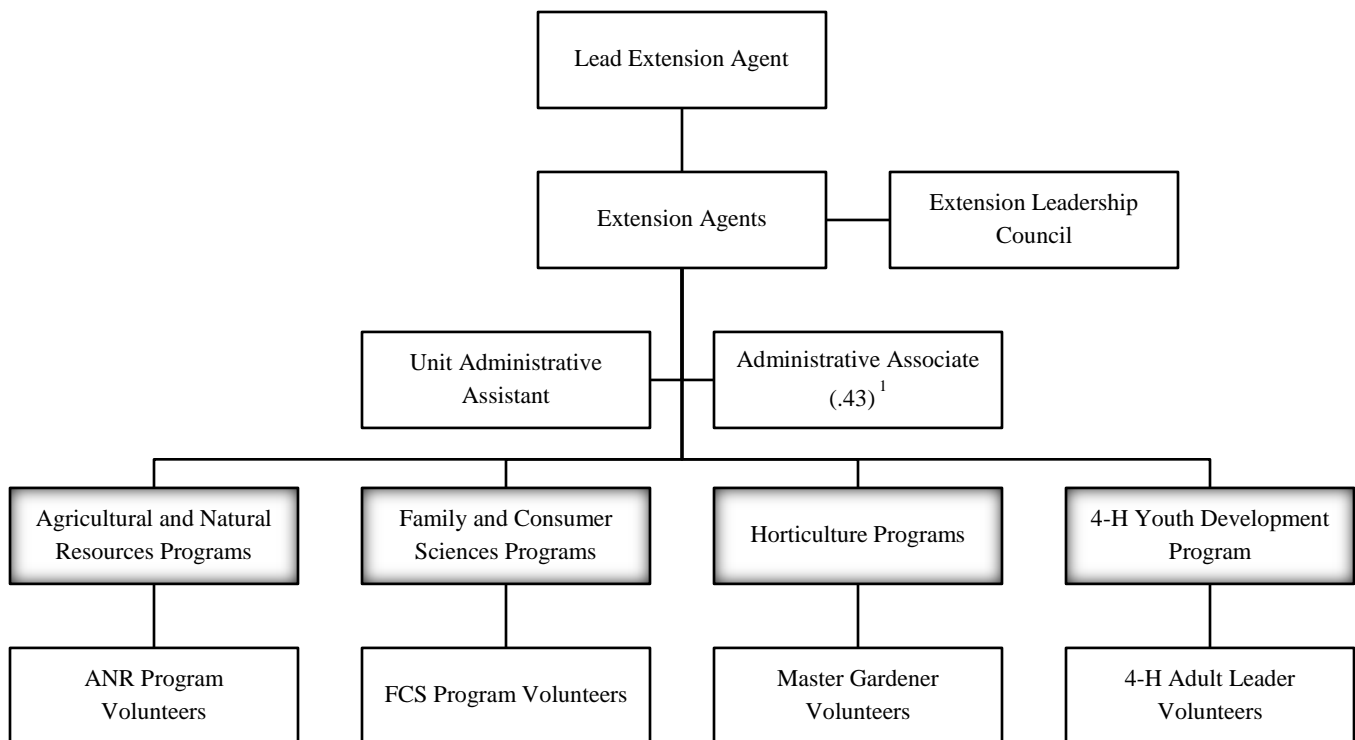 Lead Extension Agent
Extension Agents
Extension Leadership
Council
Unit Administrative
Assistant
Administrative Associate
(.43) 1
Agricultural and Natural
Resources Programs
Family and Consumer
Sciences Programs
Horticulture Programs
4-H Youth Development
Program
ANR Program
Volunteers
FCS Program Volunteers
Master Gardener
Volunteers
4-H Adult Leader
Volunteers